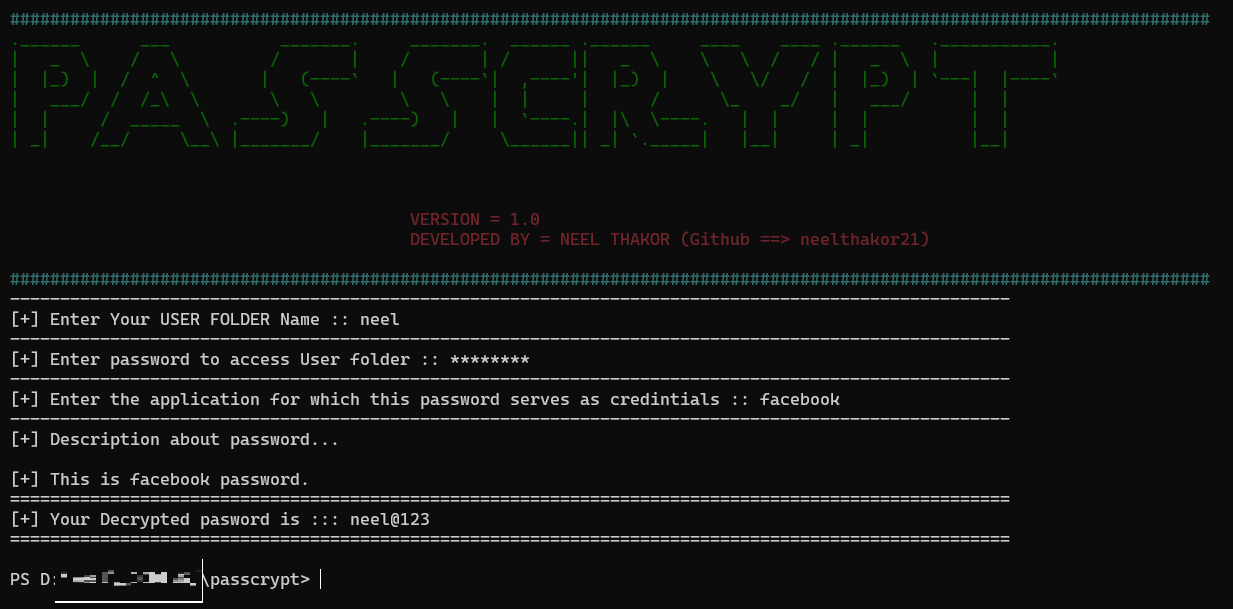 ########################################################################################################################
PASSCRYPT
VERSION = 1.0
DEVELOPED BY = NEEL THAKOR (Github ==> neelthakor21)
########################################################################################################################
----------------------------------------------------------------------------------------------------
[+] Enter Your USER FOLDER Name :: neel
----------------------------------------------------------------------------------------------------
[+] Enter password to access User folder :: ********
----------------------------------------------------------------------------------------------------
[+] Enter the application for which this password serves as credintials :: facebook
----------------------------------------------------------------------------------------------------
[+] Description about password...
[+] This is facebook password.
====================================================================================================
[+] Your Decrypted pasword is ::: neel@123
====================================================================================================
PS D:\passcrypt>